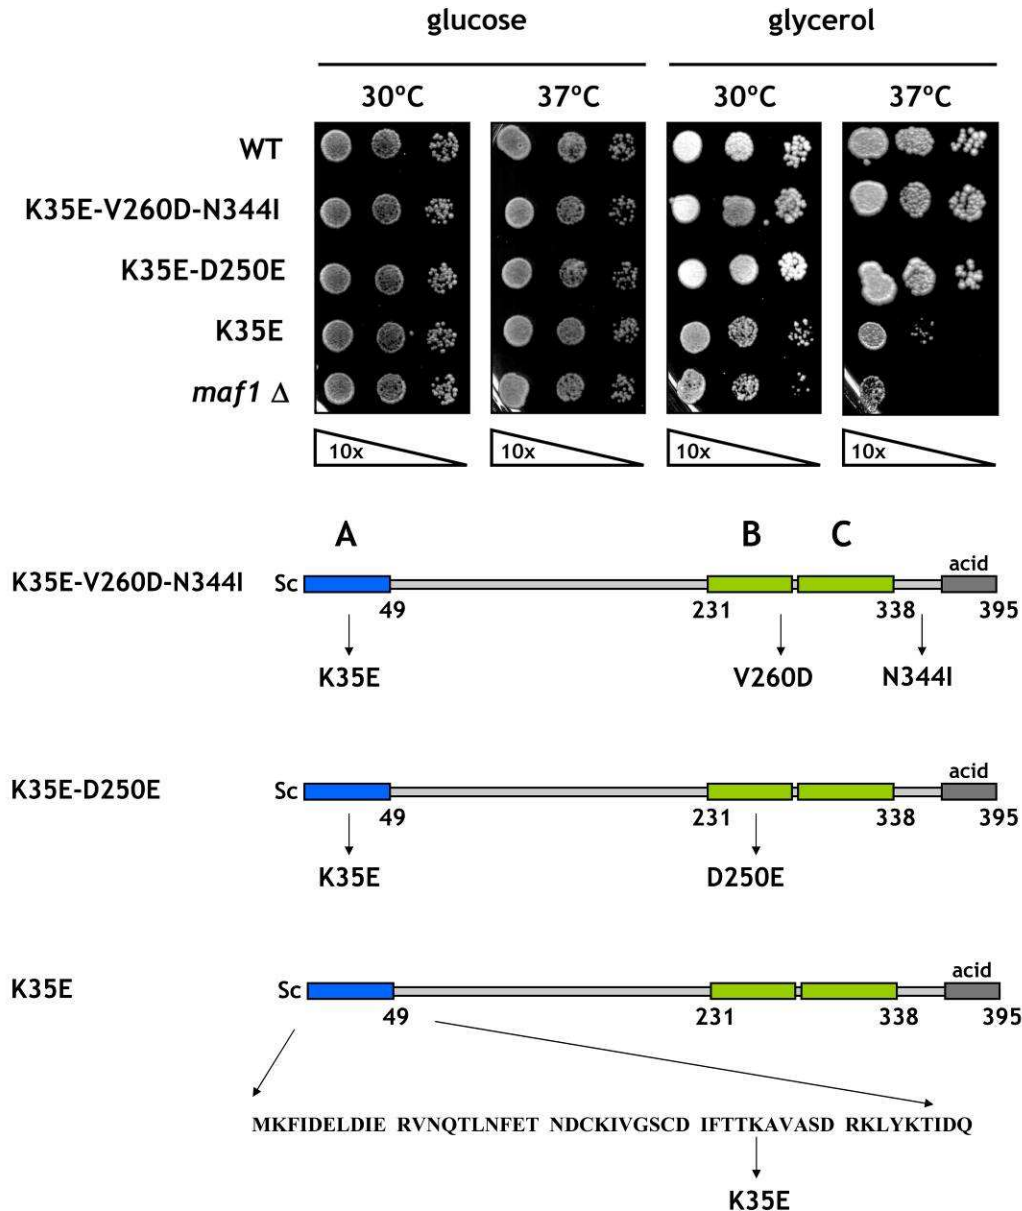 glucose glycerol
30ºC 37ºC 30ºC 37ºC
WT
K35E-V260D-N344I
K35E-D250E
K35E
maf1 Δ
10x 10x 10x 10x
A B C
K35E-V260D-N344I Sc acid
49 231 338 395
K35E V260D N344I
K35E-D250E Sc acid
49 231 338 395
K35E D250E
K35E Sc acid
49 231 338 395
MKFIDELDIE RVNQTLNFET NDCKIVGSCD IFTTKAVASD RKLYKTIDQ
K35E